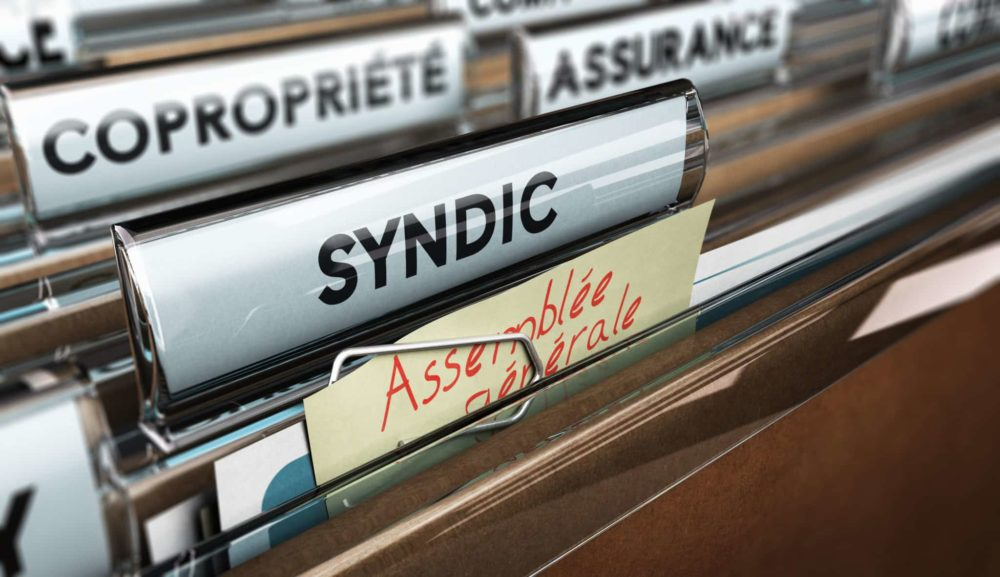 COPROPRIÉTÉ
ASSURANCE
SYNDIC
Assemblée
générale